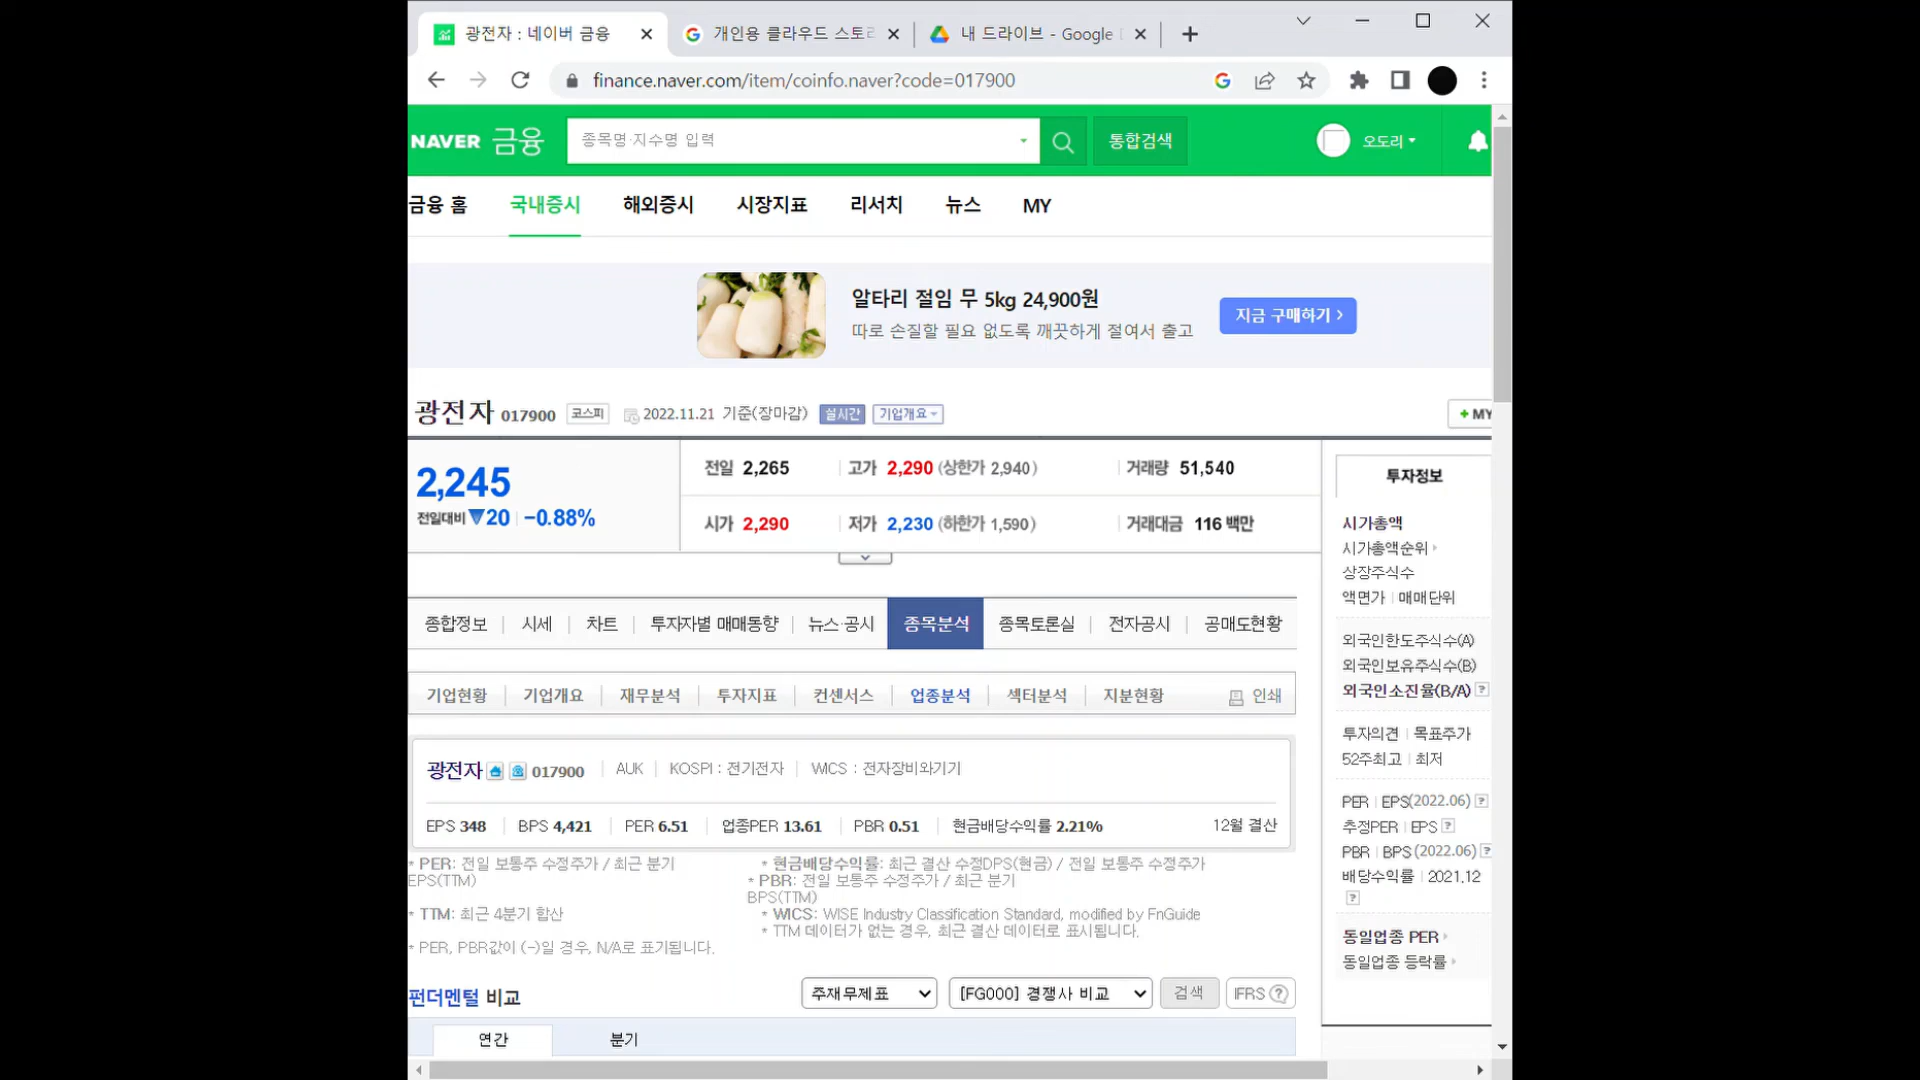 광전자 : 네이버 금융
개인용 클라우드 스토리
내 드라이브 - Google
finance.naver.com/item/coinfo.naver?code=017900
NAVER 금융 종목명·지수명 입력 통합검색 오도리
금융 홈 국내증시 해외증시 시장지표 리서치 뉴스 MY
알타리 절임 무 5kg 24,900원
따로 손질할 필요 없도록 깨끗하게 절여서 출고
지금 구매하기 >
광전자 017900 코스피 2022.11.21 기준(장마감) 실시간 기업개요
+ MY
2,245
전일대비 ▼20 -0.88%
전일 2,265 고가 2,290 (상한가 2,940) 거래량 51,540
시가 2,290 저가 2,230 (하한가 1,590) 거래대금 116 백만
종합정보 시세 차트 투자자별 매매동향 뉴스·공시 종목분석 종목토론실 전자공시 공매도현황
기업현황 기업개요 재무분석 투자지표 컨센서스 업종분석 섹터분석 지분현황 인쇄
광전자 017900 AUK KOSPI : 전기전자 WICS : 전자장비와기기
EPS 348 BPS 4,421 PER 6.51 업종PER 13.61 PBR 0.51 현금배당수익률 2.21% 12월 결산
* PER: 전일 보통주 수정주가 / 최근 분기
EPS(TTM)
* TTM: 최근 4분기 합산
* PER, PBR값이 (-)일 경우, N/A로 표기됩니다.
* 현금배당수익률: 최근 결산 수정DPS(현금) / 전일 보통주 수정주가
* PBR: 전일 보통주 수정주가 / 최근 분기
BPS(TTM)
* WICS: WISE Industry Classification Standard, modified by FnGuide
* TTM 데이터가 없는 경우, 최근 결산 데이터로 표시됩니다.
펀더멘털 비교 주재무제표 [FG000] 경쟁사 비교 검색 IFRS ?
연간 분기
투자정보
시가총액
시가총액순위
상장주식수
액면가 매매단위
외국인한도주식수(A)
외국인보유주식수(B)
외국인소진율(B/A) ?
투자의견 목표주가
52주최고 최저
PER EPS(2022.06) ?
추정PER EPS ?
PBR BPS (2022.06) ?
배당수익률 2021.12
?
동일업종 PER
동일업종 등락률